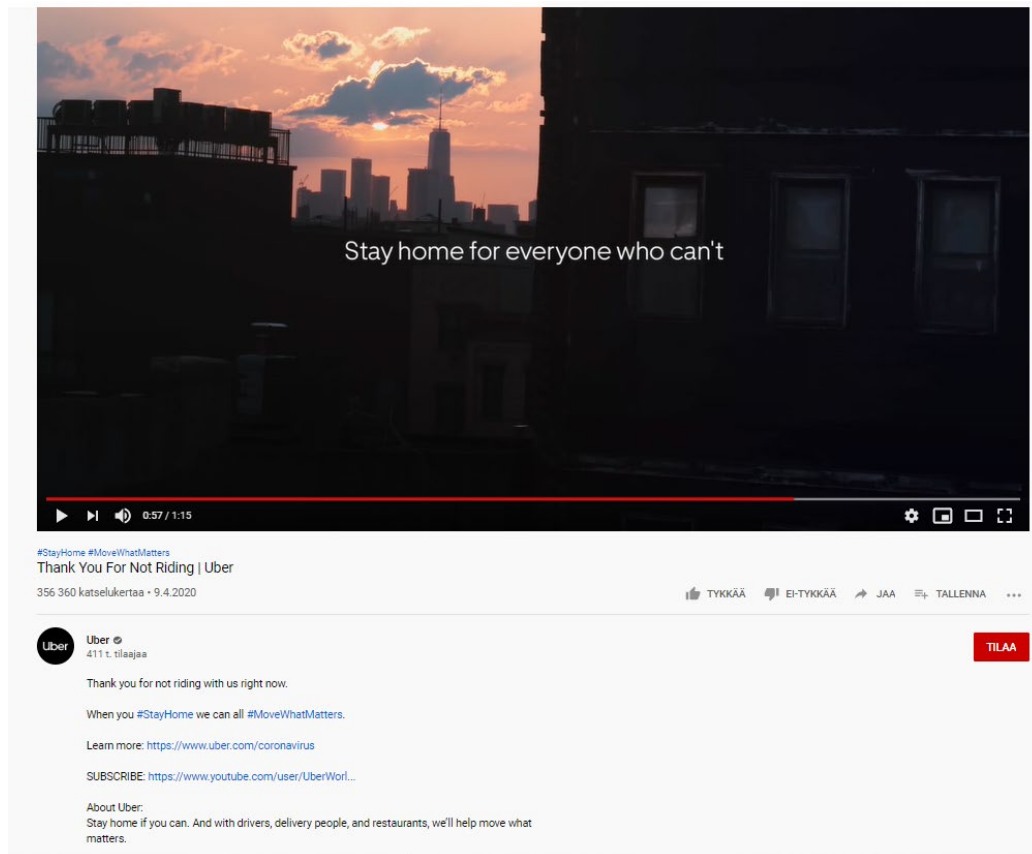 Stay home for everyone who can't
0:57 / 1:15
#StayHome #MoveWhatMatters
Thank You For Not Riding | Uber
356 360 katselukertaa • 9.4.2020
TYKKÄÄ EI-TYKKÄÄ JAA TALLENNA
Uber
Uber
411 t. tilaajaa
TILAA
Thank you for not riding with us right now.
When you #StayHome we can all #MoveWhatMatters.
Learn more: https://www.uber.com/coronavirus
SUBSCRIBE: https://www.youtube.com/user/UberWorl...
About Uber:
Stay home if you can. And with drivers, delivery people, and restaurants, we'll help move what
matters.